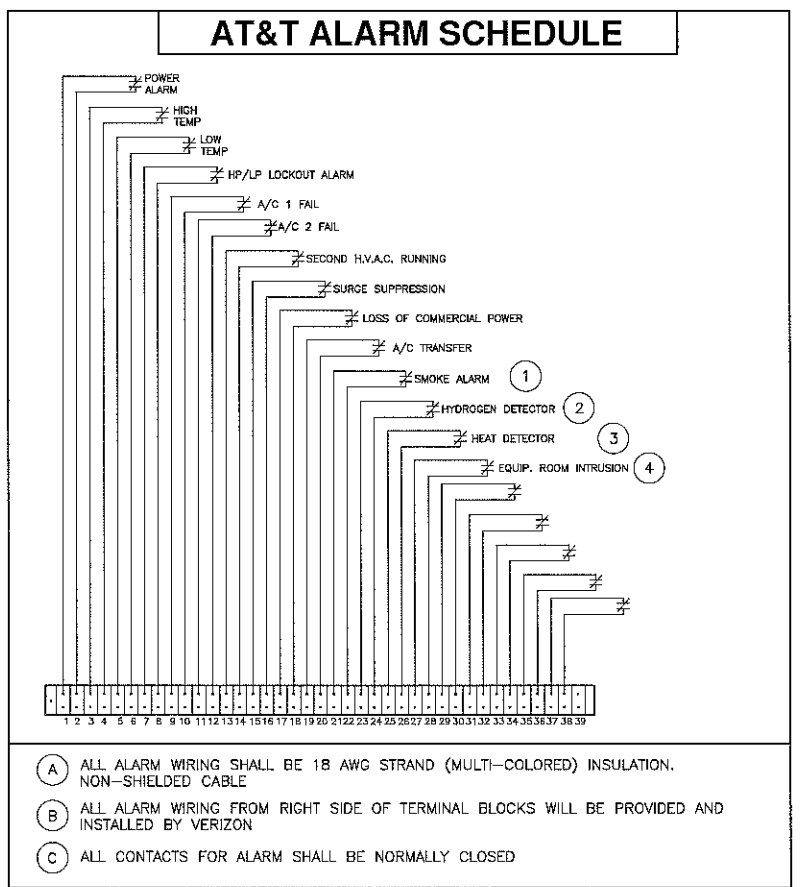 AT&T ALARM SCHEDULE
POWER
ALARM
HIGH
TEMP
LOW
TEMP
HP/LP LOCKOUT ALARM
A/C 1 FAIL
A/C 2 FAIL
SECOND H.V.A.C. RUNNING
SURGE SUPPRESSION
LOSS OF COMMERCIAL POWER
A/C TRANSFER
SMOKE ALARM 1
HYDROGEN DETECTOR 2
HEAT DETECTOR 3
EQUIP. ROOM INTRUSION 4
1 2 3 4 5 6 7 8 9 10 11 12 13 14 15 16 17 18 19 20 21 22 23 24 25 26 27 28 29 30 31 32 33 34 35 36 37 38 39
A ALL ALARM WIRING SHALL BE 18 AWG STRAND (MULTI-COLORED) INSULATION.
NON-SHIELDED CABLE
B ALL ALARM WIRING FROM RIGHT SIDE OF TERMINAL BLOCKS WILL BE PROVIDED AND
INSTALLED BY VERIZON
C ALL CONTACTS FOR ALARM SHALL BE NORMALLY CLOSED